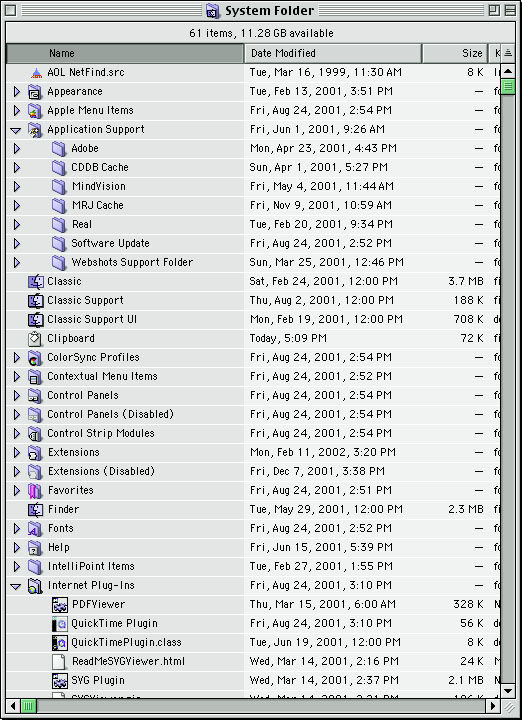 System Folder
61 items, 11.28 GB available
Name Date Modified Size K
AOL NetFind.src Tue, Mar 16, 1999, 11:30 AM 8 K
Appearance Tue, Feb 13, 2001, 3:51 PM — fo
Apple Menu Items Fri, Aug 24, 2001, 2:54 PM — fo
Application Support Fri, Jun 1, 2001, 9:26 AM — fo
Adobe Mon, Apr 23, 2001, 4:43 PM — fo
CDDB Cache Sun, Apr 1, 2001, 5:27 PM — fo
MindVision Fri, May 4, 2001, 11:44 AM — fo
MRJ Cache Fri, Nov 9, 2001, 10:59 AM — fo
Real Tue, Feb 20, 2001, 9:34 PM — fo
Software Update Fri, Aug 24, 2001, 2:52 PM — fo
Webshots Support Folder Sun, Mar 25, 2001, 12:46 PM — fo
Classic Sat, Feb 24, 2001, 12:00 PM 3.7 MB fi
Classic Support Thu, Aug 2, 2001, 12:00 PM 188 K fi
Classic Support UI Mon, Feb 19, 2001, 12:00 PM 708 K de
Clipboard Today, 5:09 PM 72 K fi
ColorSync Profiles Fri, Aug 24, 2001, 2:54 PM — fo
Contextual Menu Items Fri, Aug 24, 2001, 2:52 PM — fo
Control Panels Fri, Aug 24, 2001, 2:54 PM — fo
Control Panels (Disabled) Fri, Aug 24, 2001, 2:54 PM — fo
Control Strip Modules Fri, Aug 24, 2001, 2:54 PM — fo
Extensions Mon, Feb 11, 2002, 3:20 PM — fo
Extensions (Disabled) Fri, Dec 7, 2001, 3:38 PM — fo
Favorites Fri, Aug 24, 2001, 2:51 PM — fo
Finder Tue, May 29, 2001, 12:00 PM 2.3 MB fi
Fonts Fri, Aug 24, 2001, 2:52 PM — fo
Help Fri, Jun 15, 2001, 5:39 PM — fo
IntelliPoint Items Tue, Feb 27, 2001, 1:55 PM — fo
Internet Plug-Ins Fri, Aug 24, 2001, 3:10 PM — fo
PDFViewer Thu, Mar 15, 2001, 6:00 AM 328 K N
QuickTime Plugin Fri, Aug 24, 2001, 3:10 PM 56 K de
QuickTimePlugin.class Tue, Jun 19, 2001, 12:00 PM 8 K de
ReadMeSVGViewer.html Wed, Mar 14, 2001, 2:16 PM 24 K M
SVG Plugin Wed, Mar 14, 2001, 2:37 PM 2.1 MB N